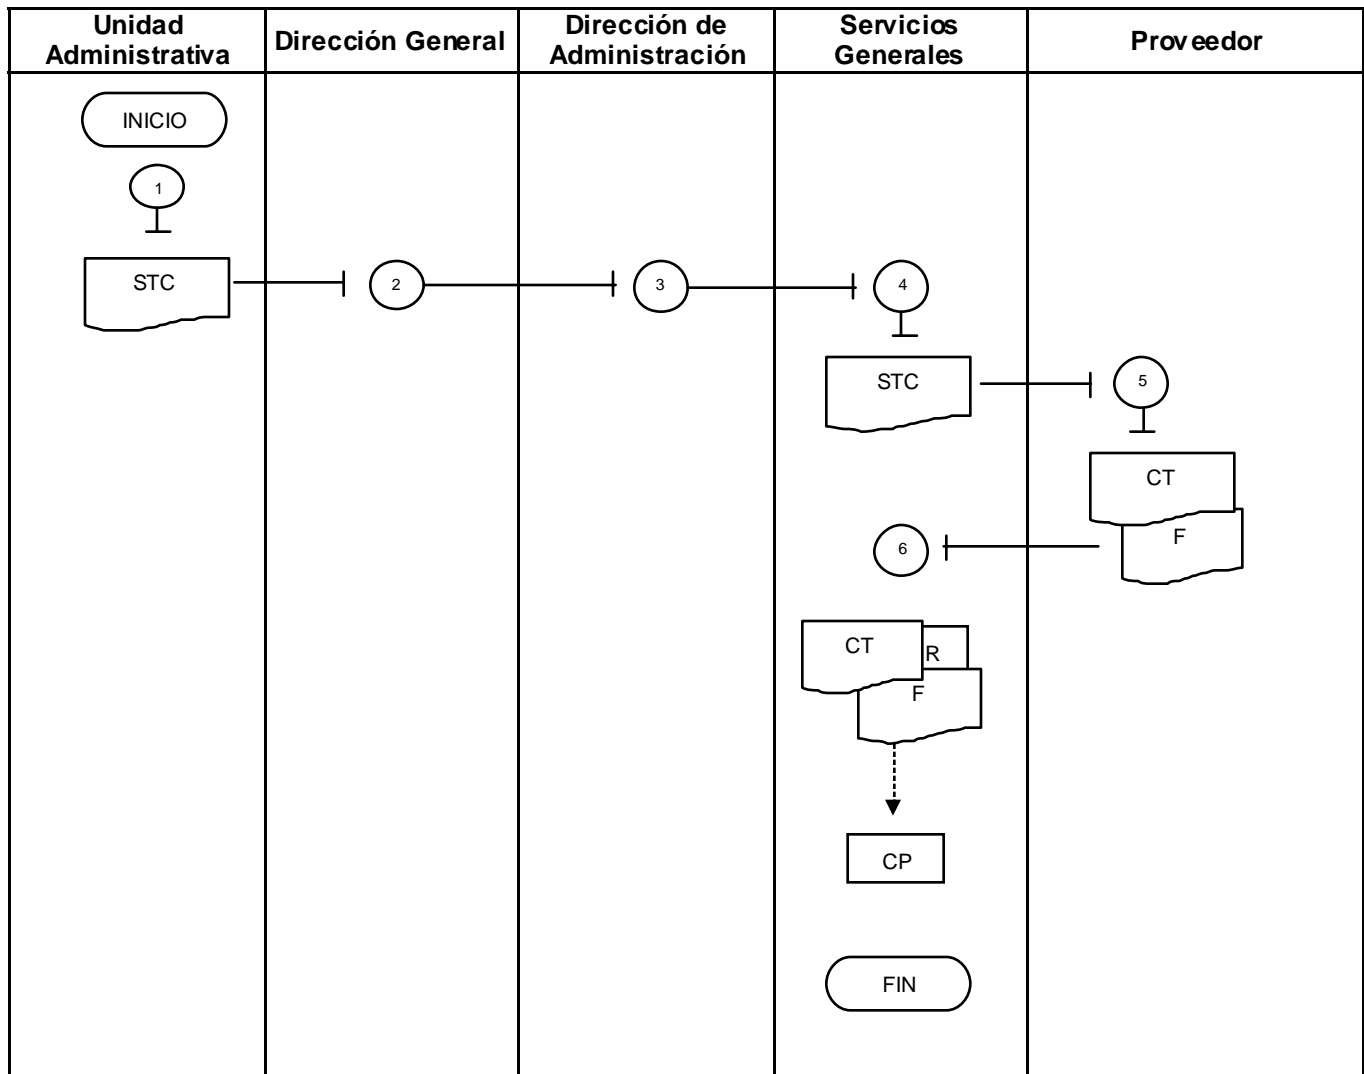 Unidad
Administrativa
Dirección General
Dirección de
Administración
Servicios
Generales
Proveedor
INICIO
1
STC
2
3
4
STC
5
CT
F
6
CT
R
F
CP
FIN